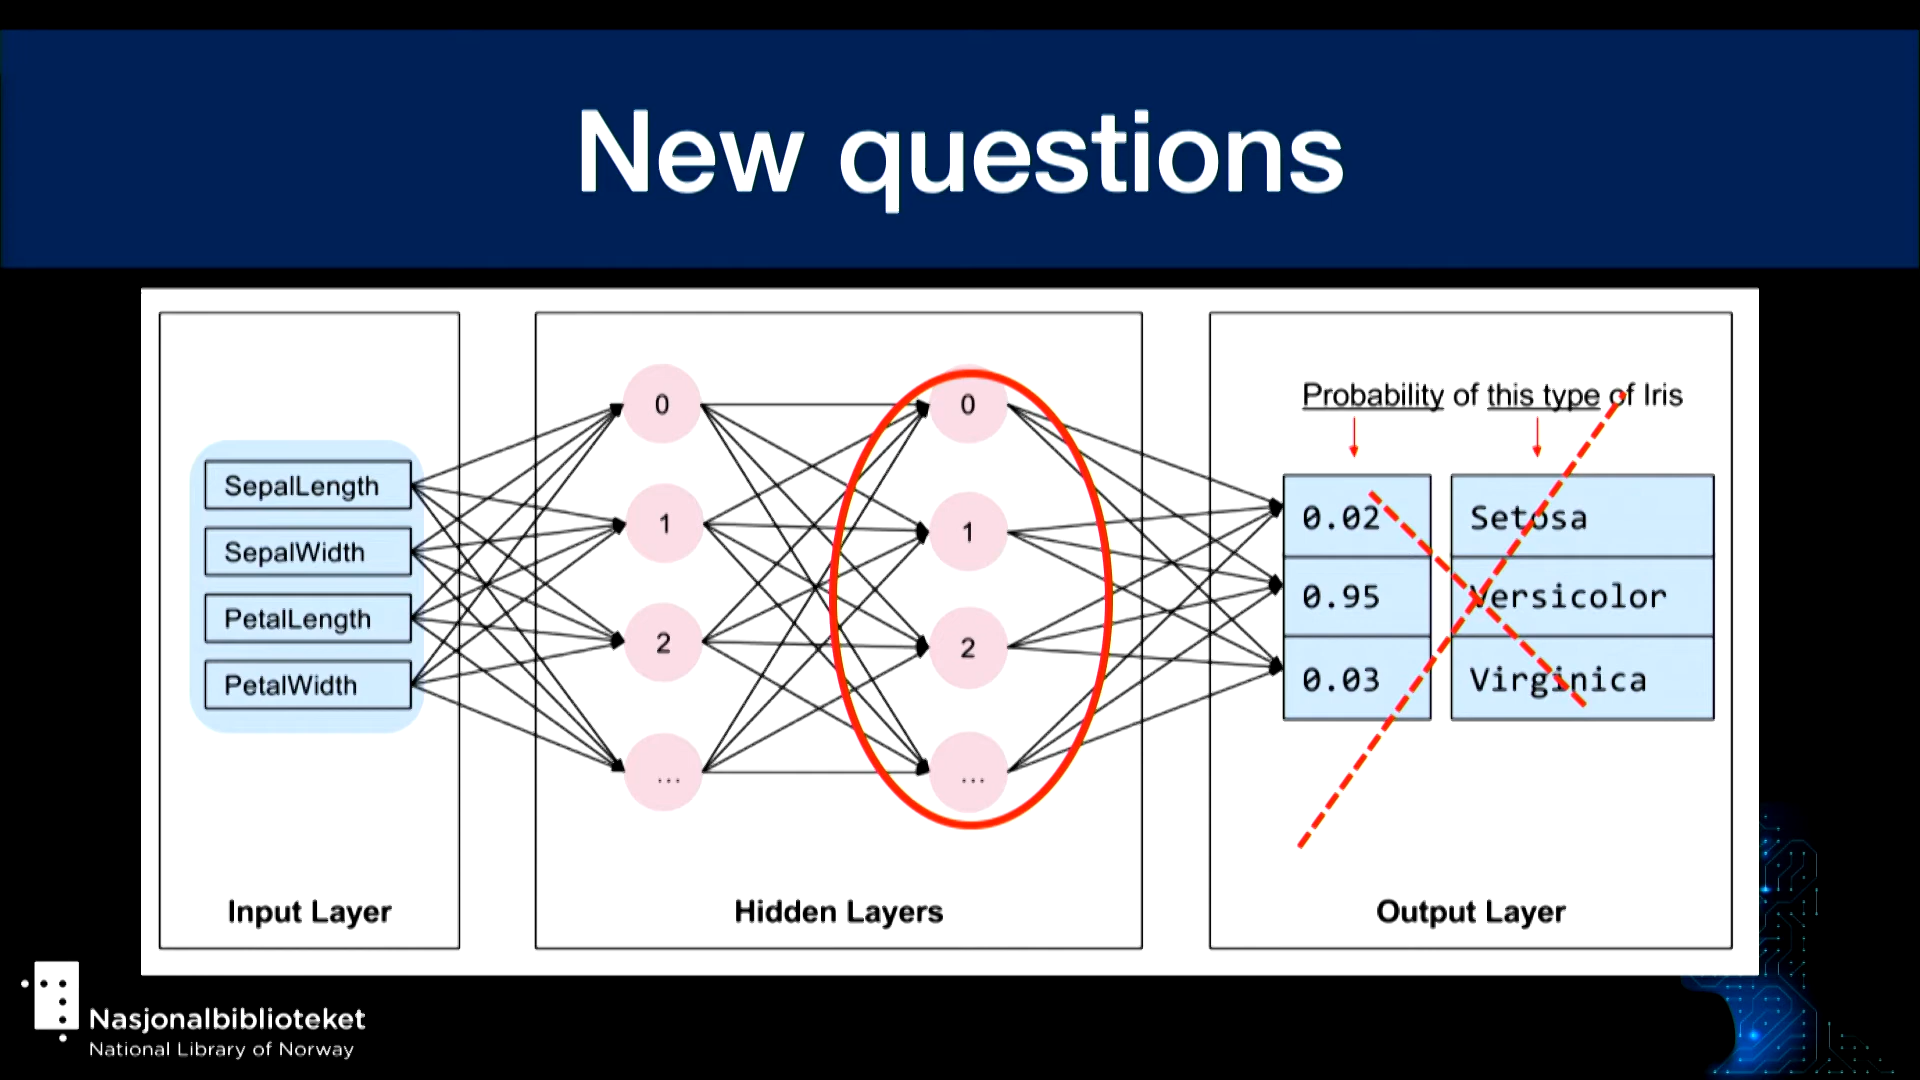 New questions
SepalLength
SepalWidth
PetalLength
PetalWidth
Input Layer
0
1
2
...
0
1
2
...
Hidden Layers
Probability of this type of Iris
0.02 Setosa
0.95 Versicolor
0.03 Virginica
Output Layer
Nasjonalbiblioteket
National Library of Norway